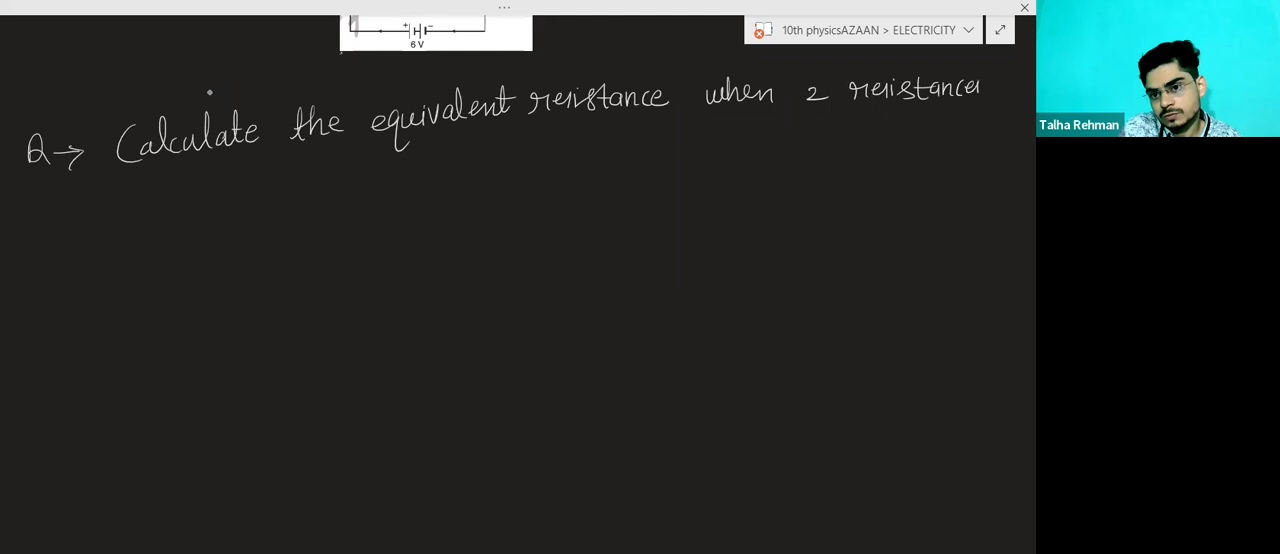 6 V
10th physicsAZAAN > ELECTRICITY
Talha Rehman
Q→ Calculate the equivalent resistance when 2 resistance